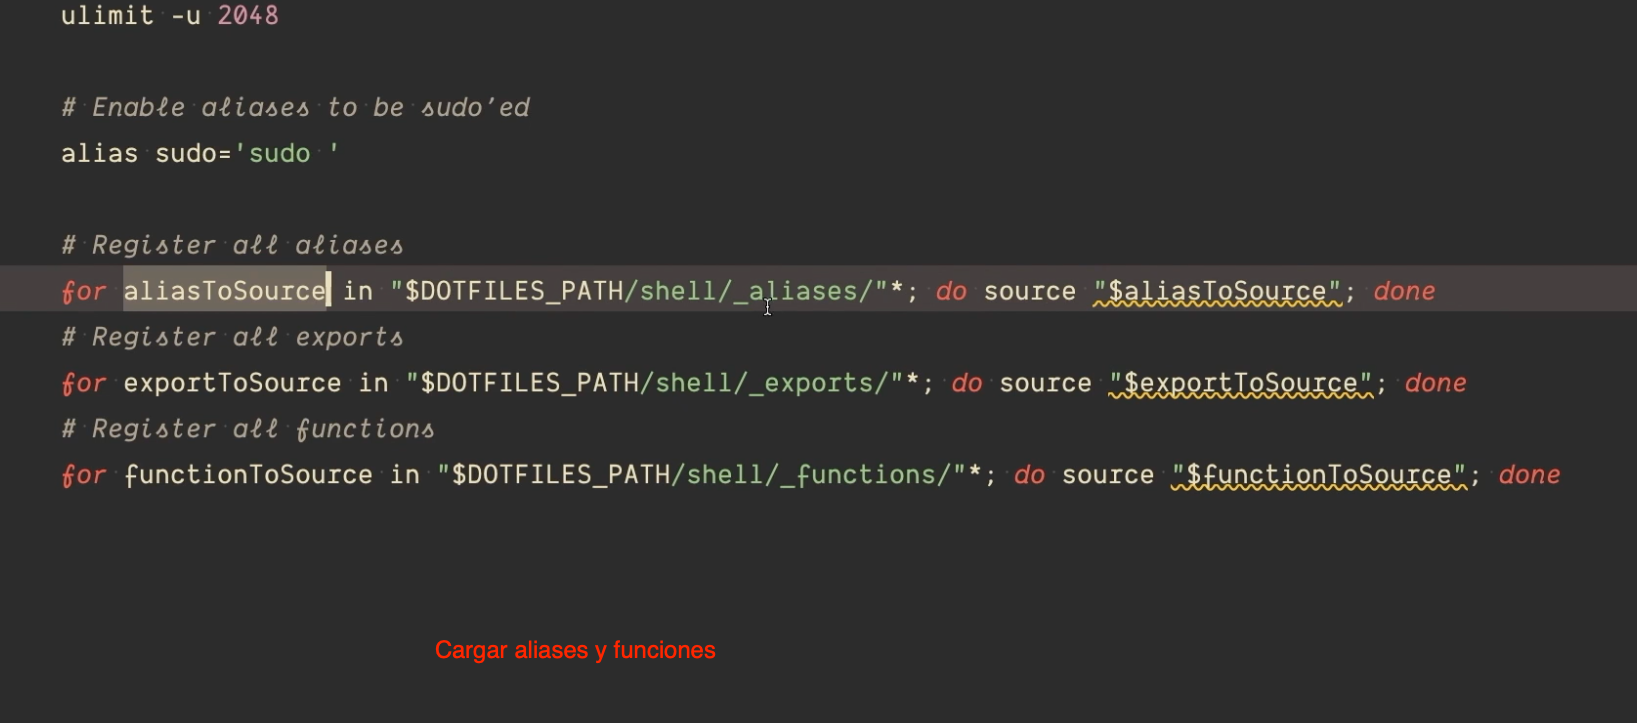 ulimit -u 2048
# Enable aliases to be sudo’ed
alias sudo='sudo '
# Register all aliases
for aliasToSource in "$DOTFILES_PATH/shell/_aliases/"*; do source "$aliasToSource"; done
# Register all exports
for exportToSource in "$DOTFILES_PATH/shell/_exports/"*; do source "$exportToSource"; done
# Register all functions
for functionToSource in "$DOTFILES_PATH/shell/_functions/"*; do source "$functionToSource"; done
Cargar aliases y funciones